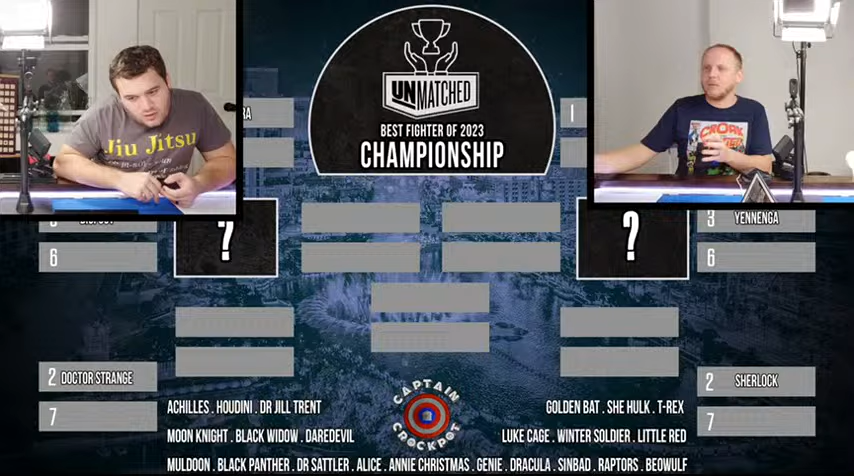 Jiu Jitsu
RA
UNMATCHED
BEST FIGHTER OF 2023
CHAMPIONSHIP
1
6
?
?
3 YENNENGA
6
2 DOCTOR STRANGE
7
2 SHERLOCK
7
ACHILLES . HOUDINI . DR JILL TRENT
GOLDEN BAT . SHE HULK . T-REX
MOON KNIGHT . BLACK WIDOW . DAREDEVIL
LUKE CAGE . WINTER SOLDIER . LITTLE RED
CAPTAIN
CROCKPOT
MULDOON . BLACK PANTHER . DR SATTLER . ALICE . ANNIE CHRISTMAS . GENIE . DRACULA . SINBAD . RAPTORS . BEOWULF